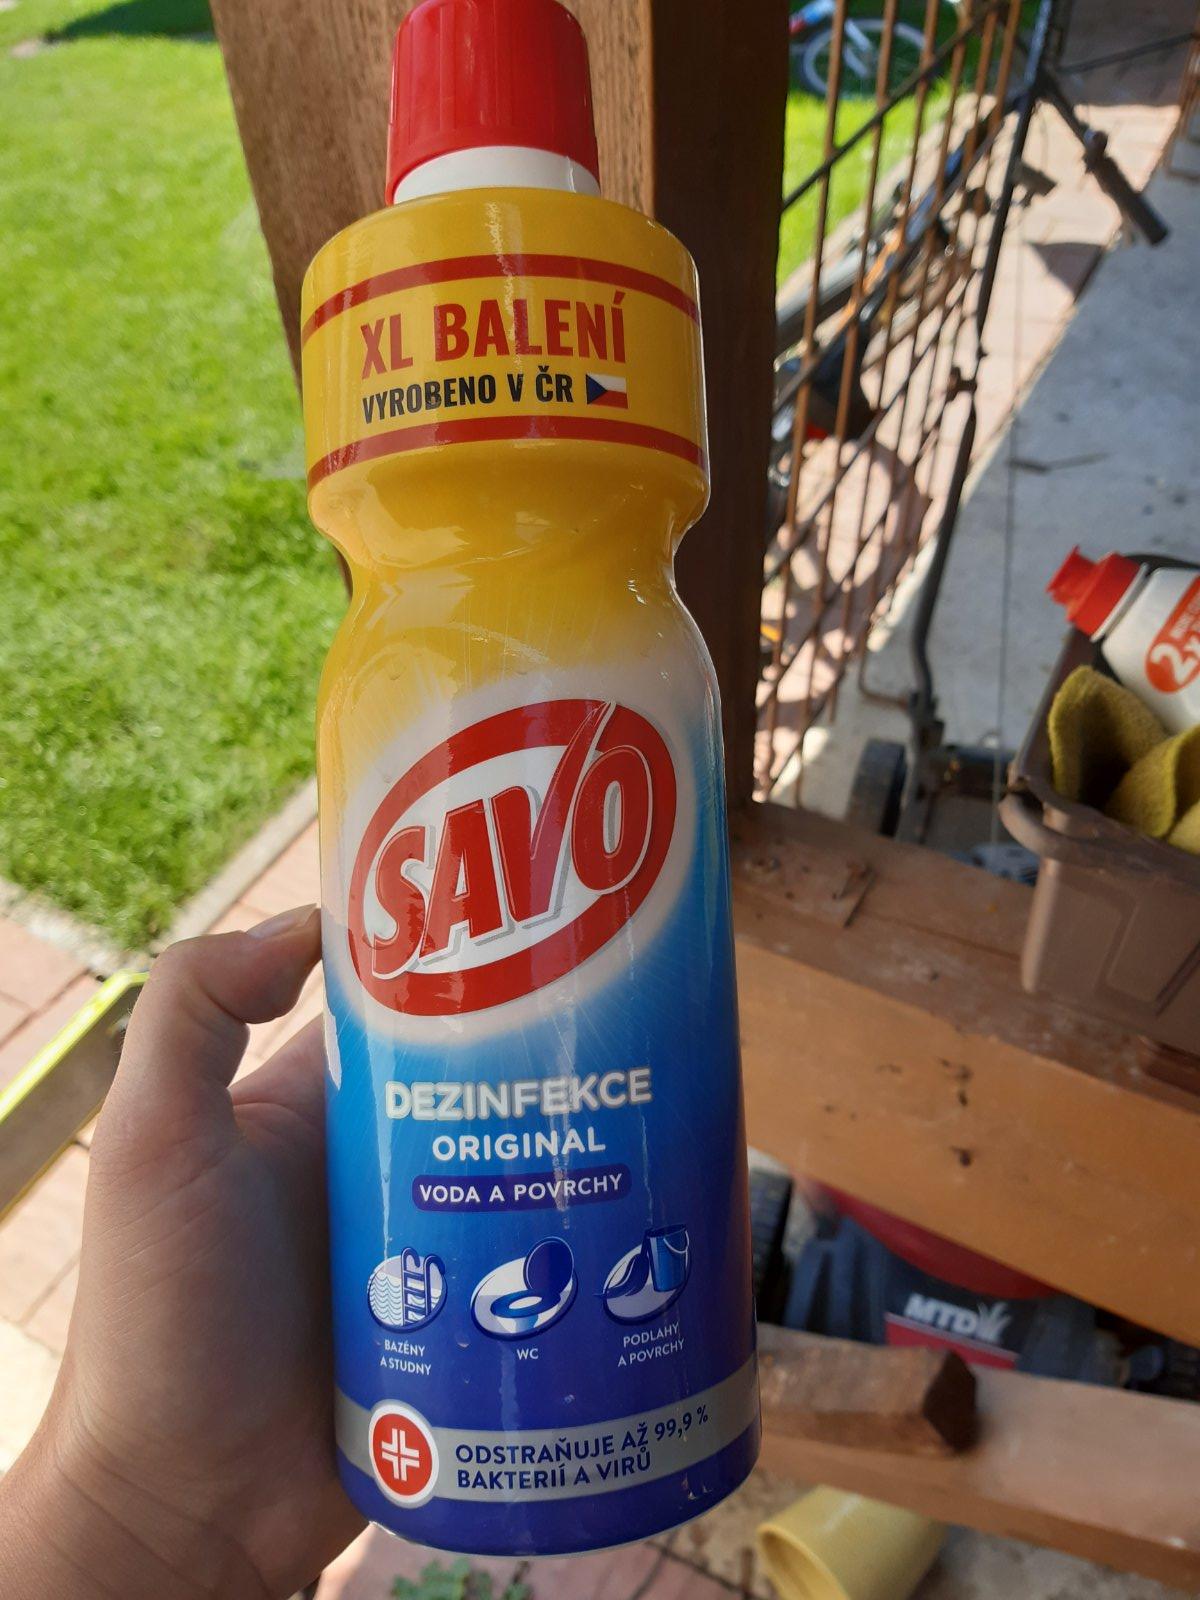 XL BALENÍ
VYROBENO V ČR
SAVO
DEZINFEKCE
ORIGINAL
VODA A POVRCHY
BAZÉNY
A STUDNY
WC
PODLAHY
A POVRCHY
ODSTRAŇUJE AŽ 99,9 %
BAKTERIÍ A VIRŮ
2x
MTD